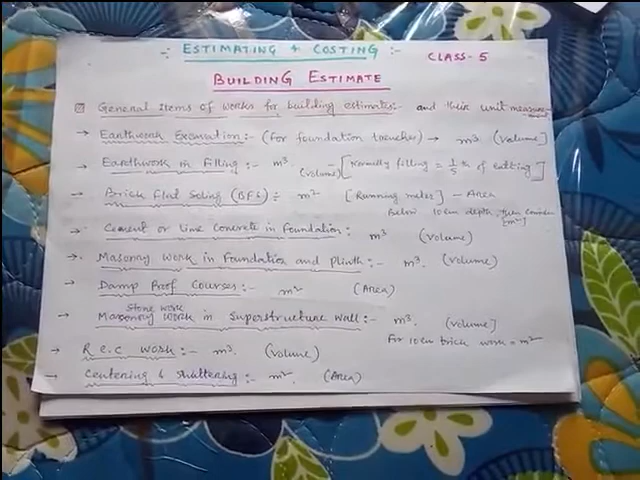 ESTIMATING & COSTING :-
CLASS-5
BUILDING ESTIMATE
General items of works for building estimates:- and their unit measure-
→ Earthwork Excavation:- (for foundation trenches) → m³ (Volume]
→ Earthwork in Filling:- m³. (volume) - [Normally filling = 1/5 th of cutting]
→ Brick Flat Soling (BFS): m² [Running meter] - Area
Below 10cm depth, then consider [m²]
→ Cement or Lime Concrete in Foundation: m³ (Volume)
→ Masonry Work in Foundation and plinth:- m³. (Volume)
→ Damp Proof Courses:- m² (Area)
Stone work
→ Masonry Work in Superstructure Wall:- m³. (Volume]
For 10cm brick work = m²
→ R.C.C Work:- m³. (Volume)
→ Centering & Shuttering:- m². (Area)